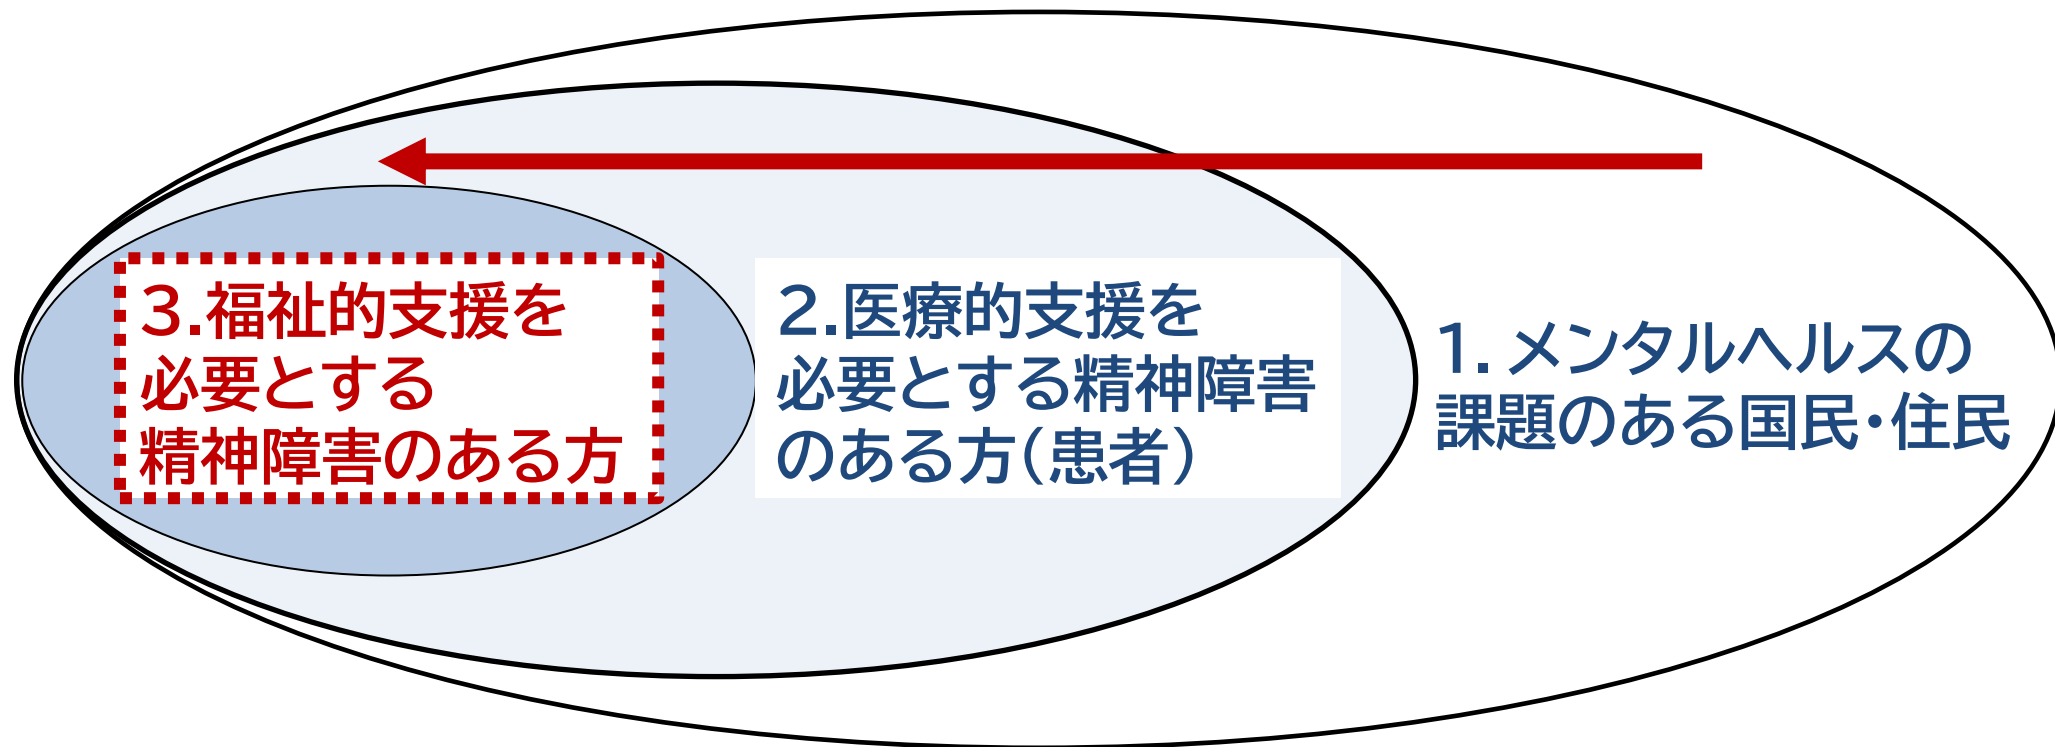 3.福祉的支援を
必要とする
精神障害のある方
2.医療的支援を
必要とする精神障害
のある方(患者)
1. メンタルヘルスの
課題のある国民・住民